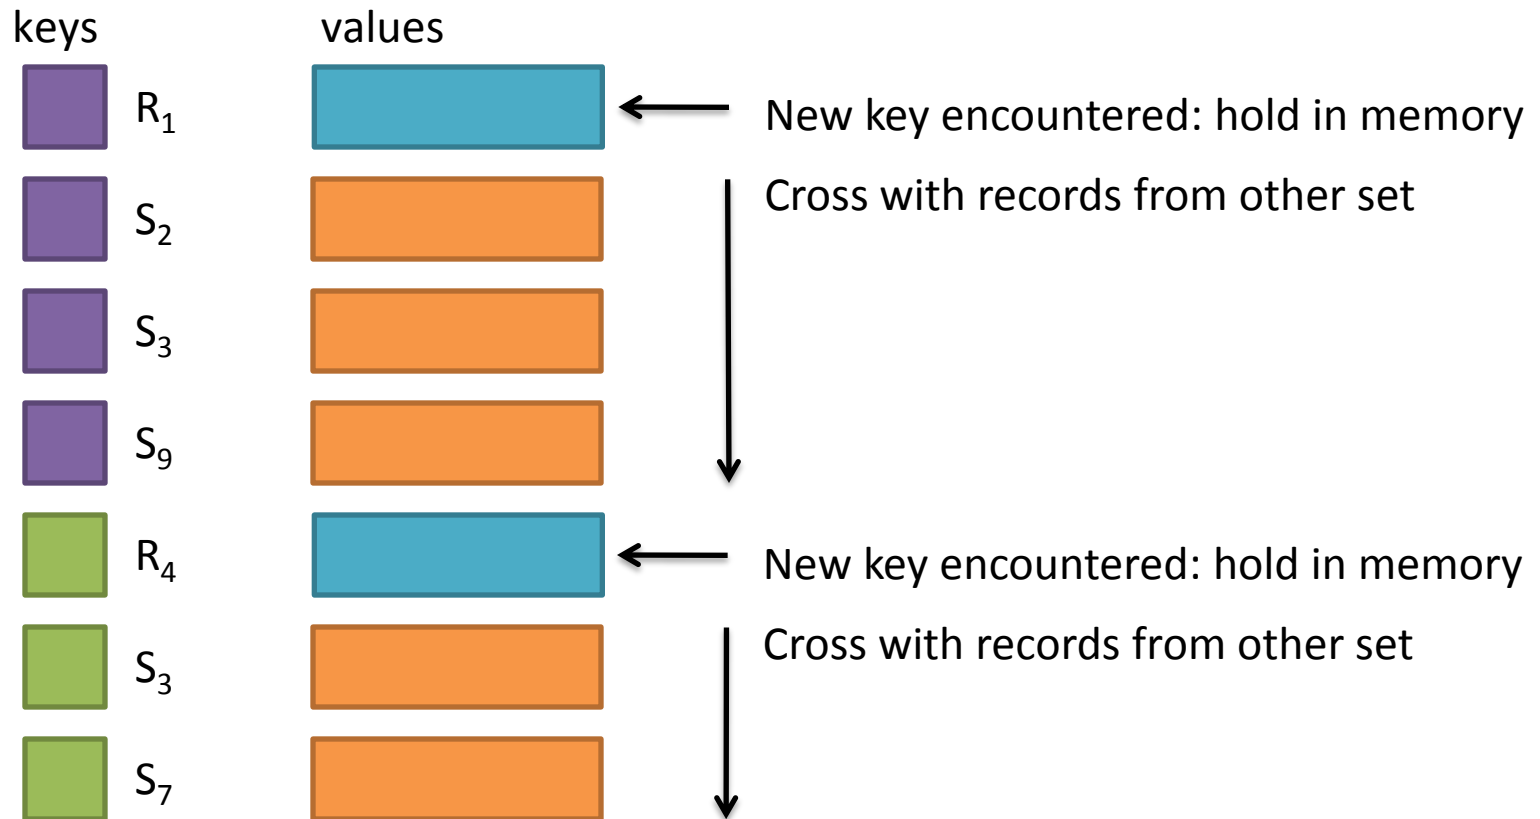 keys values
R₁ New key encountered: hold in memory
S₂ Cross with records from other set
S₃
S₉
R₄ New key encountered: hold in memory
S₃ Cross with records from other set
S₇